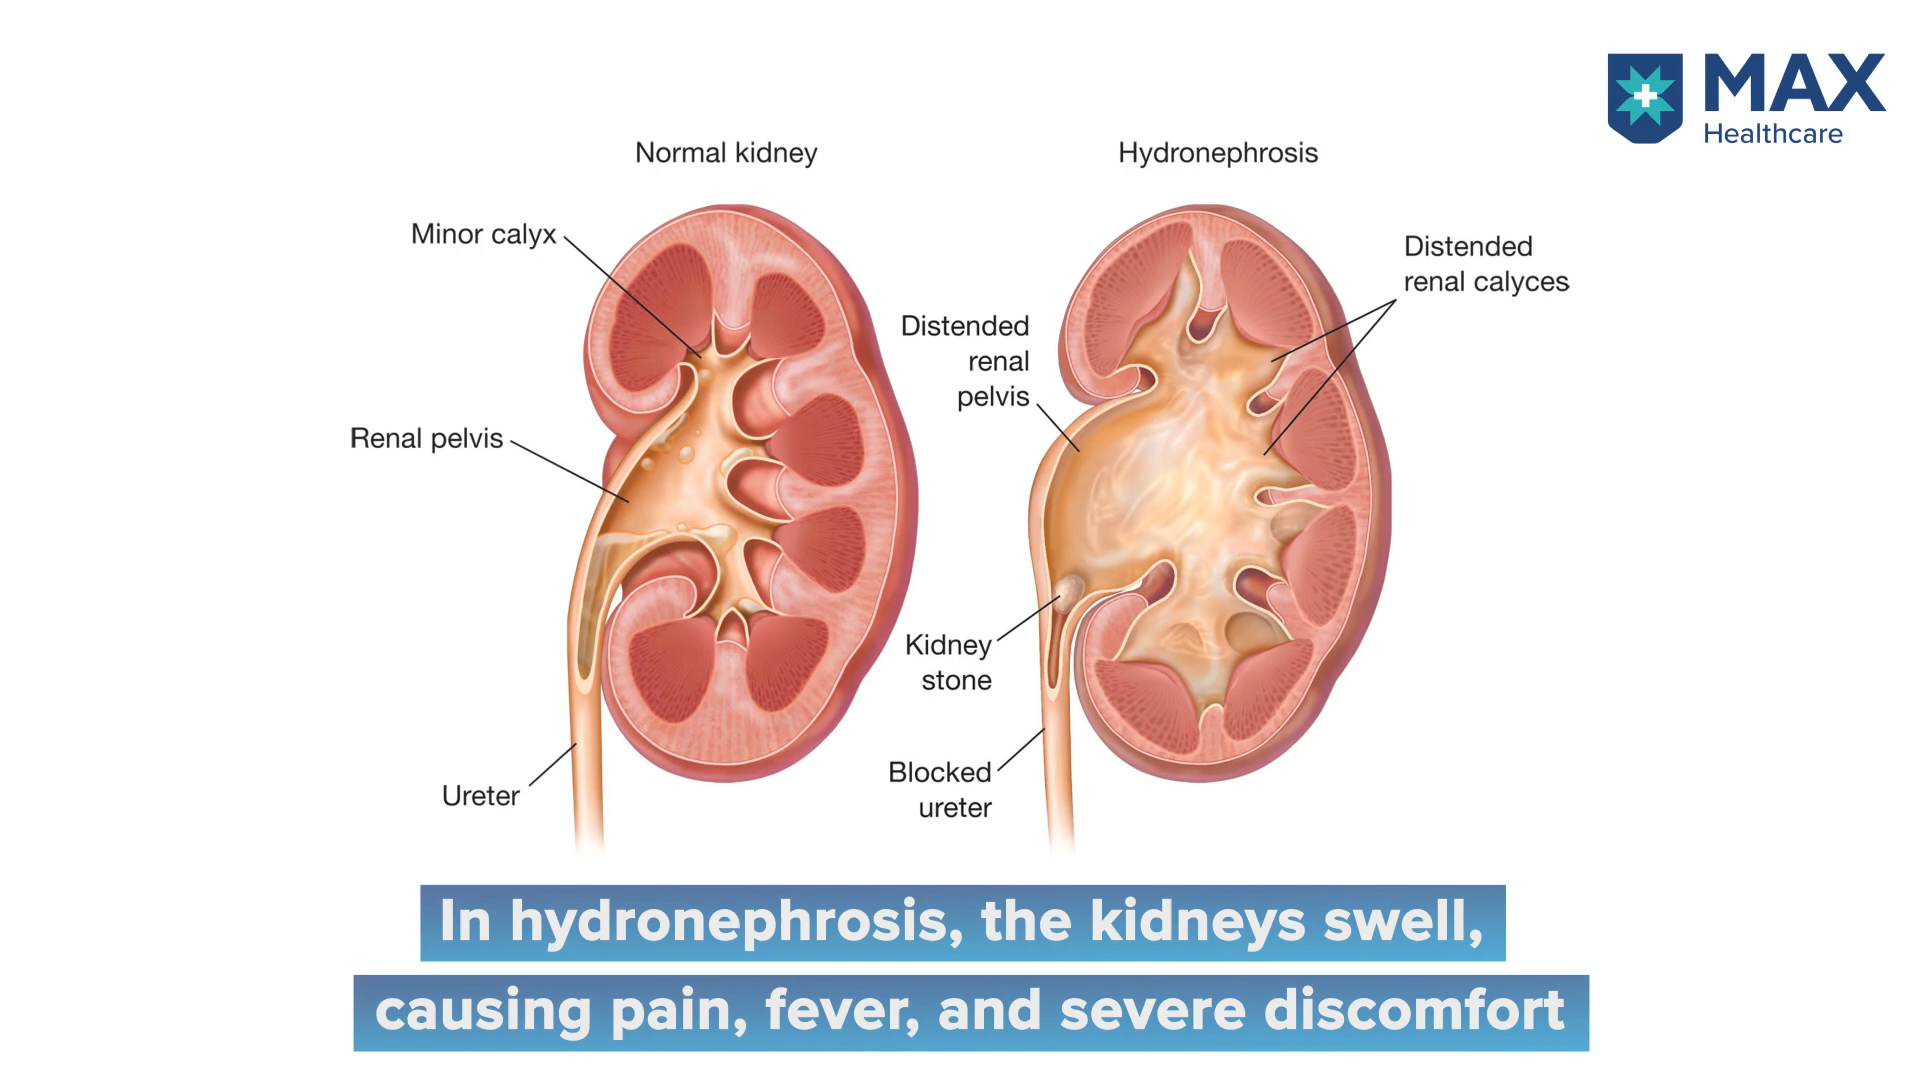 MAX
Healthcare
Normal kidney
Minor calyx
Renal pelvis
Ureter
Hydronephrosis
Distended
renal calyces
Distended
renal
pelvis
Kidney
stone
Blocked
ureter
In hydronephrosis, the kidneys swell,
causing pain, fever, and severe discomfort